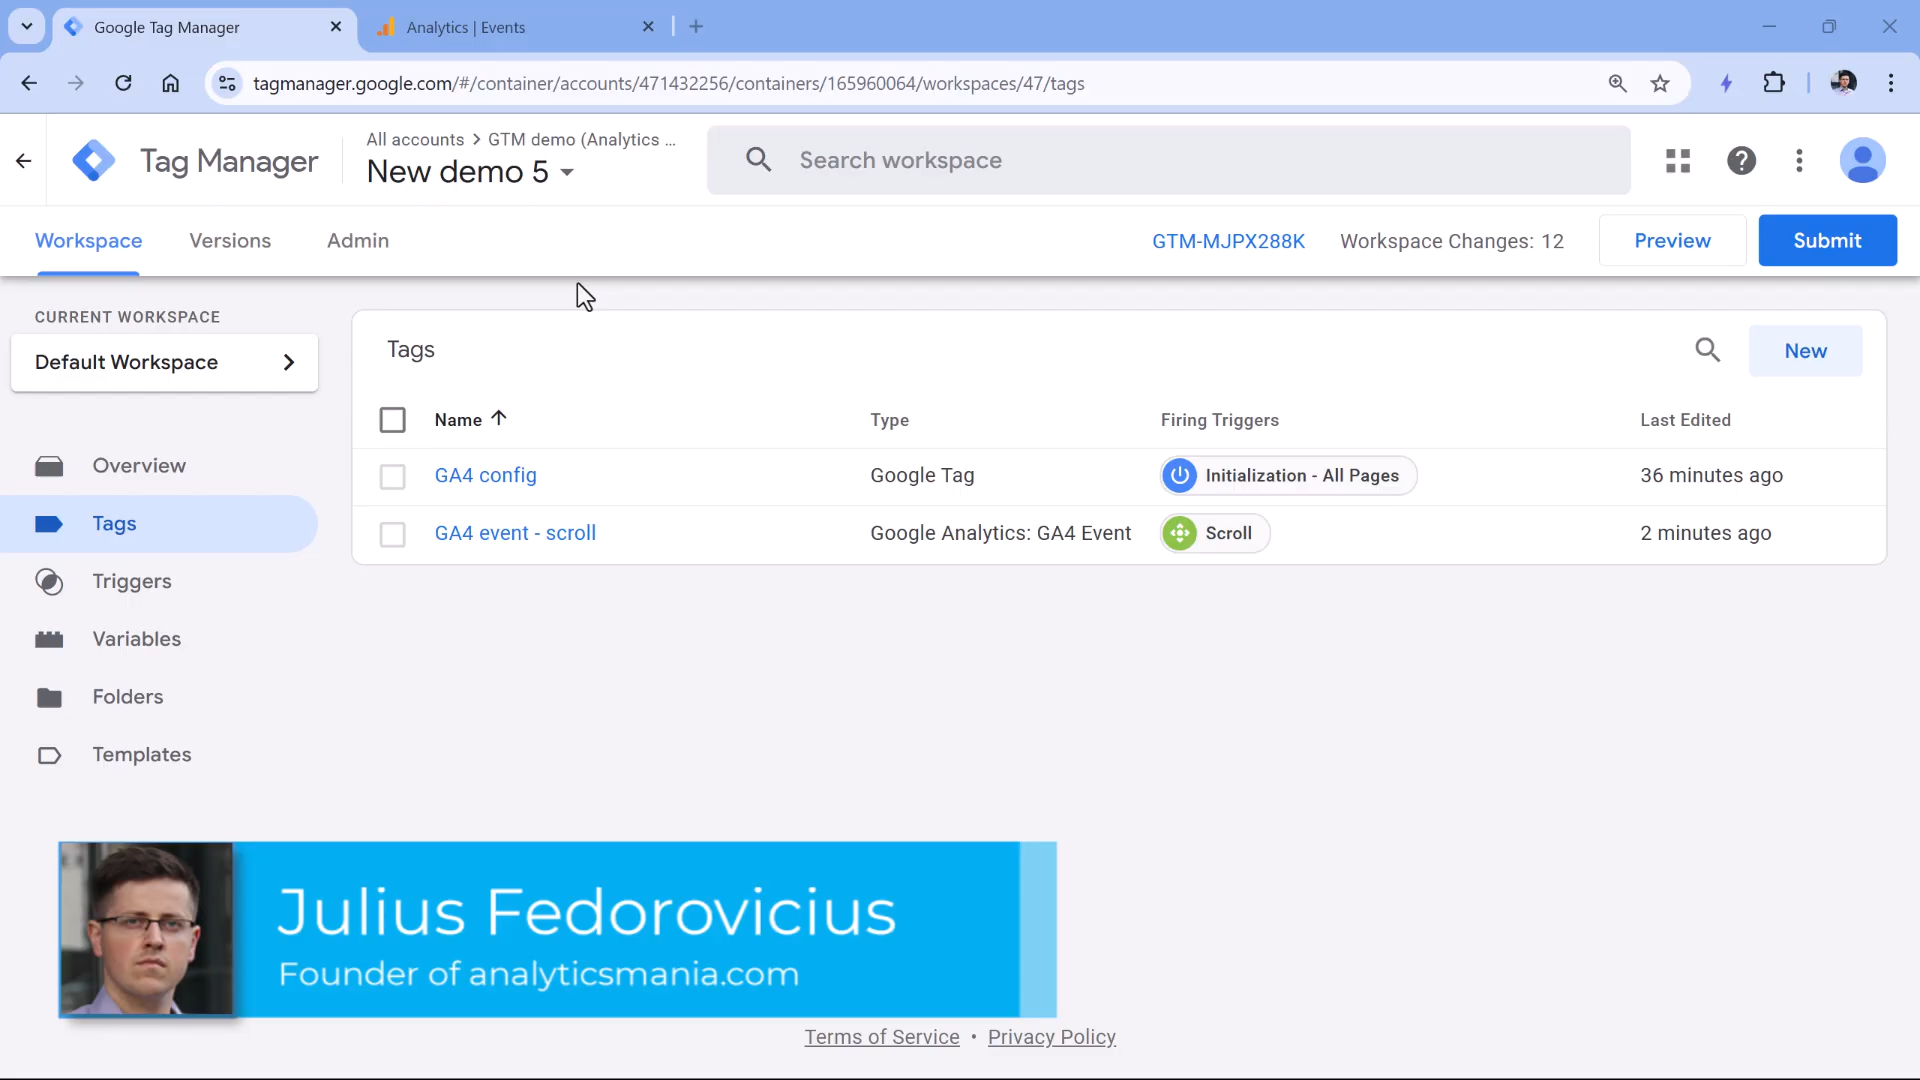 Google Tag Manager
Analytics | Events
tagmanager.google.com/#/container/accounts/471432256/containers/165960064/workspaces/47/tags
Tag Manager
All accounts > GTM demo (Analytics ...
New demo 5
Search workspace
Workspace
Versions
Admin
GTM-MJPX288K
Workspace Changes: 12
Preview
Submit
CURRENT WORKSPACE
Default Workspace
Overview
Tags
Triggers
Variables
Folders
Templates
Tags
New
Name
Type
Firing Triggers
Last Edited
GA4 config
Google Tag
Initialization - All Pages
36 minutes ago
GA4 event - scroll
Google Analytics: GA4 Event
Scroll
2 minutes ago
Julius Fedorovicius
Founder of analyticsmania.com
Terms of Service • Privacy Policy